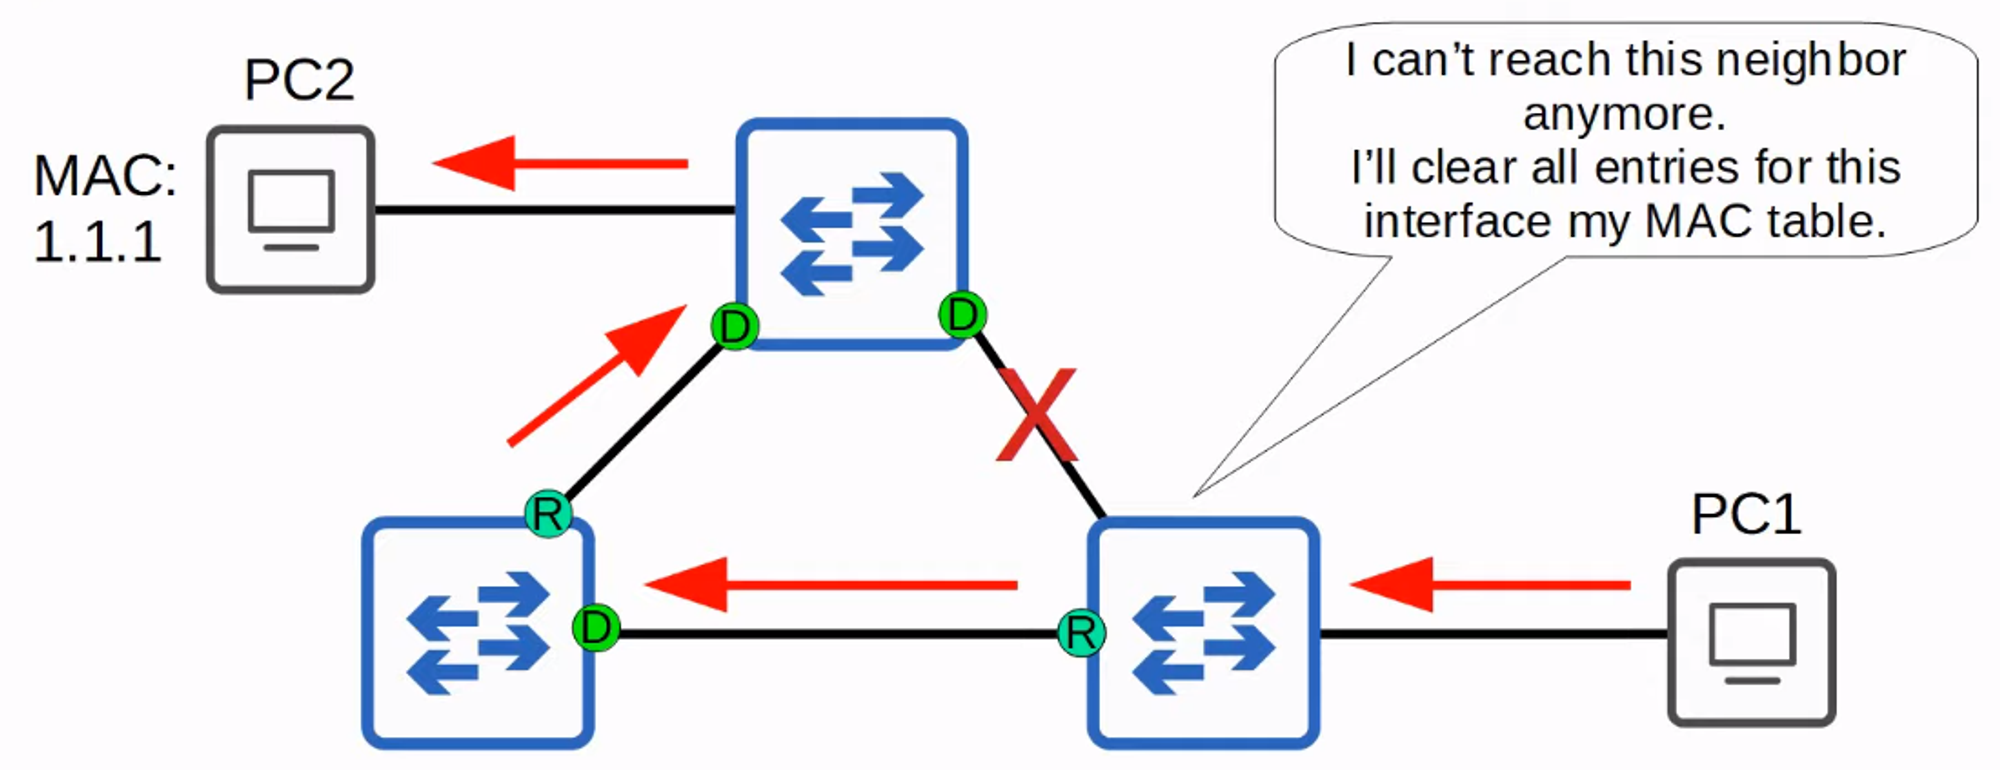 PC2
MAC:
1.1.1
I can't reach this neighbor
anymore.
I'll clear all entries for this
interface my MAC table.
D
D
X
R
D
R
PC1